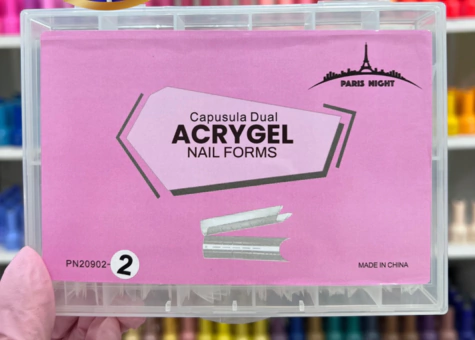 PARIS NIGHT
Capusula Dual
ACRYGEL
NAIL FORMS
PN20902-2
MADE IN CHINA